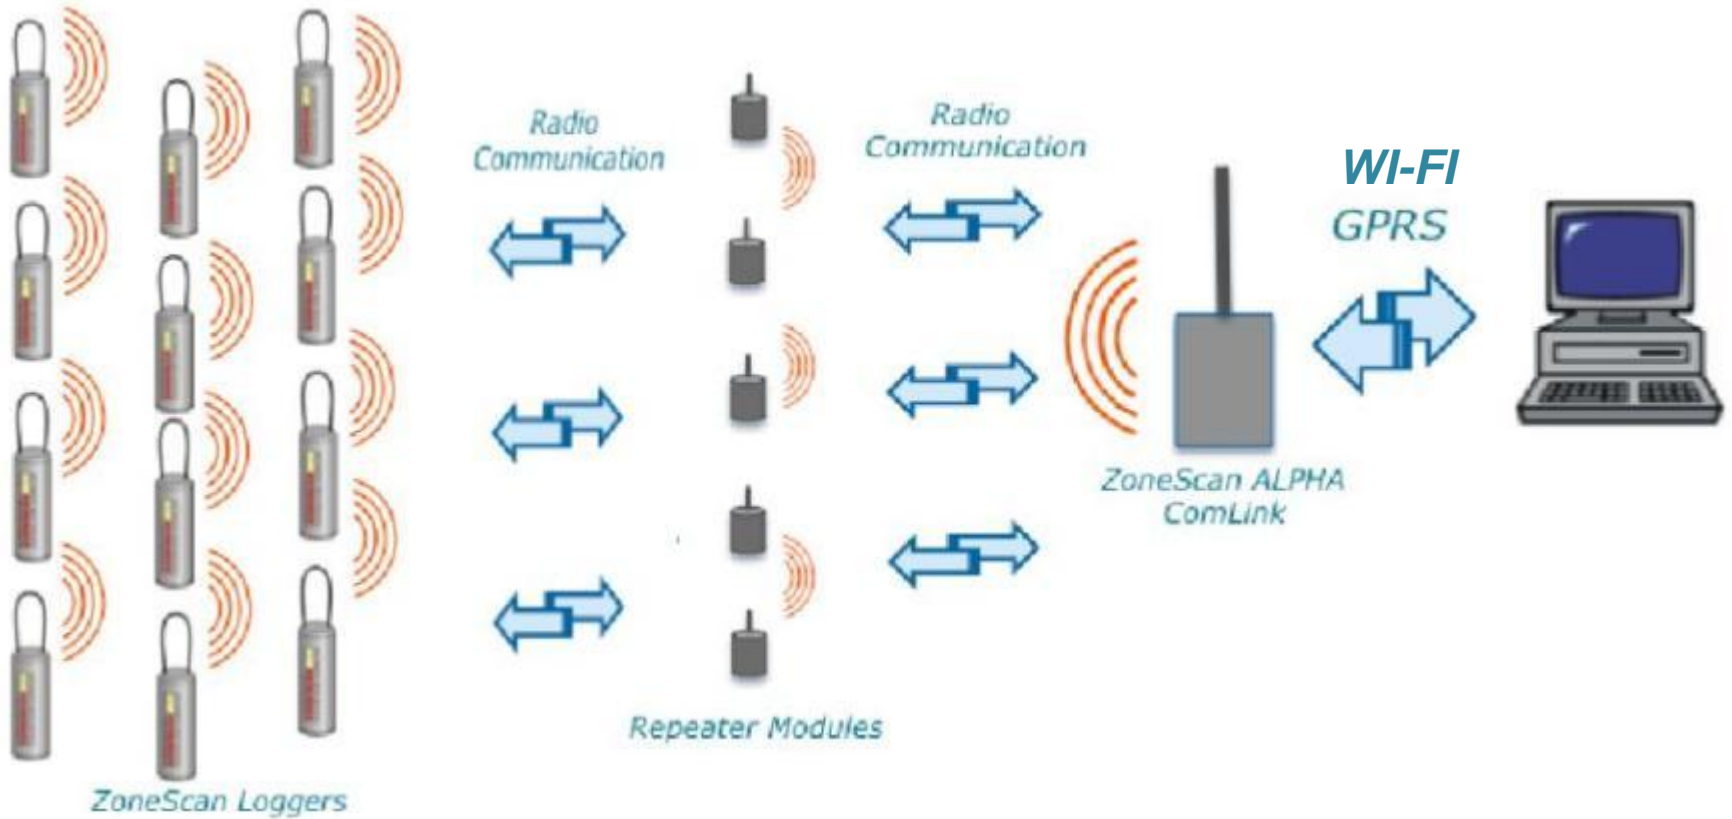 Radio
Communication
Radio
Communication
WI-FI
GPRS
ZoneScan ALPHA
ComLink
Repeater Modules
ZoneScan Loggers